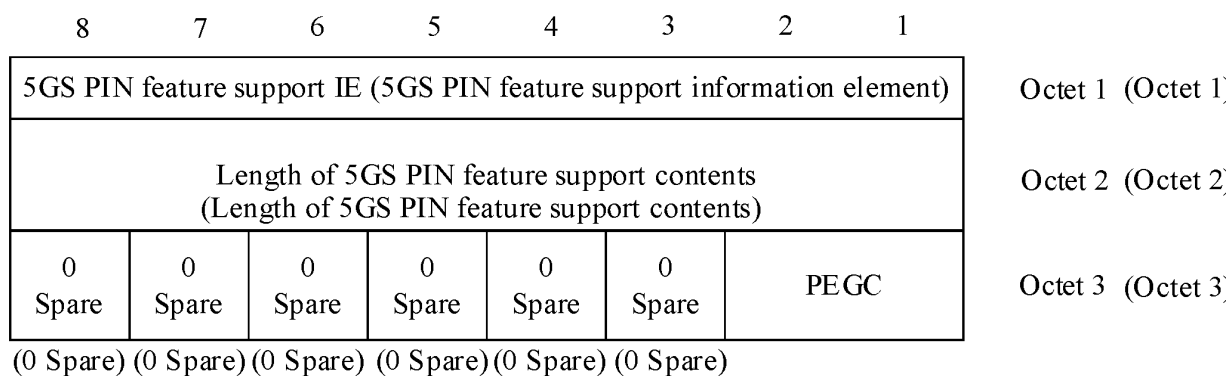 8 7 6 5 4 3 2 1
5GS PIN feature support IE (5GS PIN feature support information element) Octet 1 (Octet 1)
Length of 5GS PIN feature support contents
(Length of 5GS PIN feature support contents) Octet 2 (Octet 2)
0 0 0 0 0 0
Spare Spare Spare Spare Spare Spare PEGC Octet 3 (Octet 3)
(0 Spare) (0 Spare) (0 Spare) (0 Spare) (0 Spare) (0 Spare)